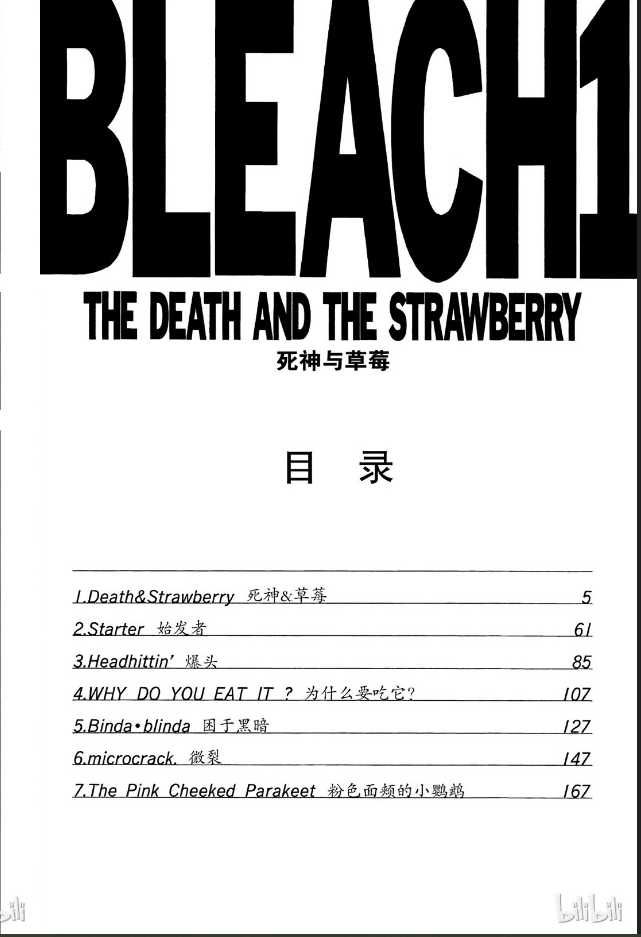 BLEACH1
THE DEATH AND THE STRAWBERRY
死神与草莓
目 录
1.Death&Strawberry 死神&草莓 5
2.Starter 始发者 61
3.Headhittin' 爆头 85
4.WHY DO YOU EAT IT ? 为什么要吃它? 107
5.Binda•blinda 困于黑暗 127
6.microcrack. 微裂 147
7.The Pink Cheeked Parakeet 粉色面颊的小鹦鹉 167
bili
bilibili